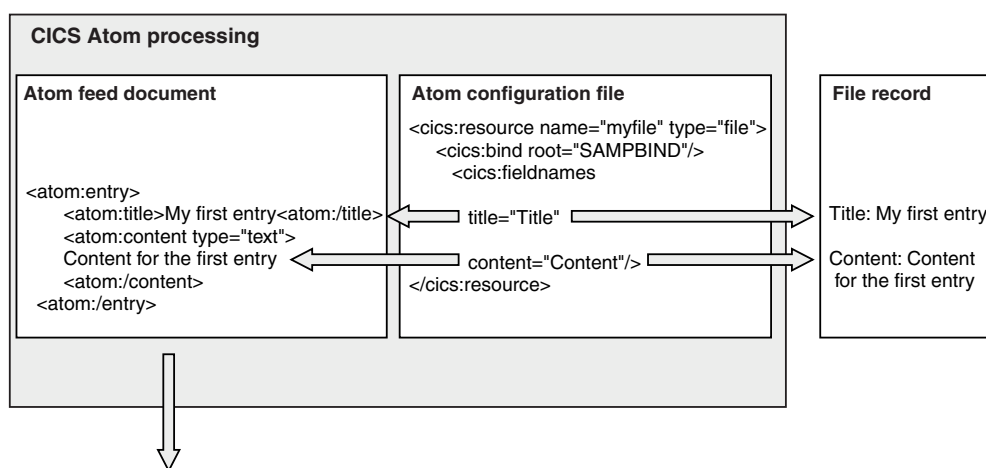 CICS Atom processing
Atom feed document
<atom:entry>
<atom:title>My first entry<atom:/title>
<atom:content type="text">
Content for the first entry
<atom:/content>
<atom:/entry>
Atom configuration file
<cics:resource name="myfile" type="file">
<cics:bind root="SAMPBIND"/>
<cics:fieldnames
title="Title"
content="Content"/>
</cics:resource>
File record
Title: My first entry
Content: Content
for the first entry